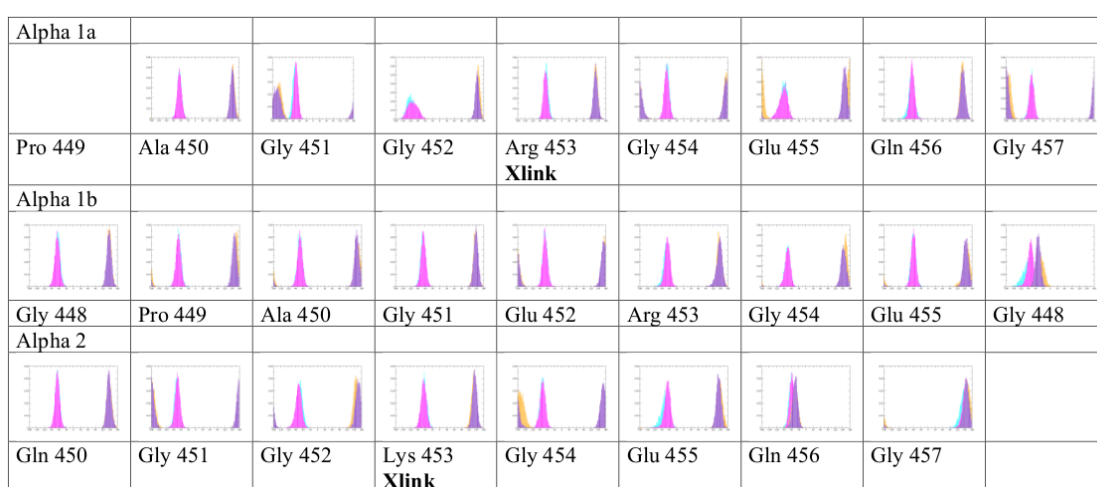 Alpha 1a
Pro 449 Ala 450 Gly 451 Gly 452 Arg 453 Gly 454 Glu 455 Gln 456 Gly 457
Xlink
Alpha 1b
Gly 448 Pro 449 Ala 450 Gly 451 Glu 452 Arg 453 Gly 454 Glu 455 Gly 448
Alpha 2
Gln 450 Gly 451 Gly 452 Lys 453 Gly 454 Glu 455 Gln 456 Gly 457
Xlink